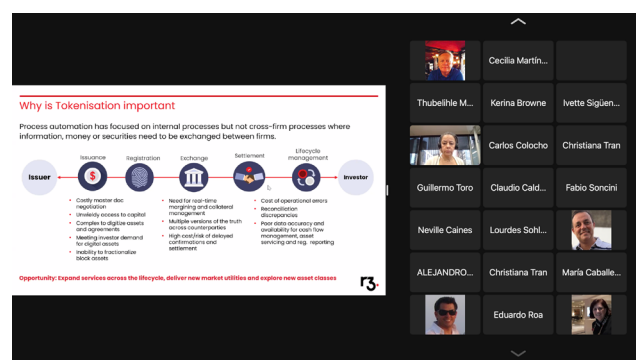 Why is Tokenisation important
Process automation has focused on internal processes but not cross-firm processes where
information, money or securities need to be exchanged between firms.
Issuer
Issuance
Registration
Exchange
Settlement
Lifecycle
management
Investor
• Costly master doc
negotiation
• Unwieldy access to capital
• Complex to digitize assets
and agreements
• Meeting investor demand
for digital assets
• Inability to fractionalize
block assets
• Need for real-time
margining and collateral
management
• Multiple versions of the truth
across counterparties
• High cost/risk of delayed
confirmations and
settlement
• Cost of operational errors
• Reconciliation
discrepancies
• Poor data accuracy and
availability for cash flow
management, asset
servicing and reg. reporting
Opportunity: Expand services across the lifecycle, deliver new market utilities and explore new asset classes
r3.
Cecilia Martín...
Thubelihle M...
Kerina Browne
Ivette Sigüen...
Carlos Colocho
Christiana Tran
Guillermo Toro
Claudio Cald...
Fabio Soncini
Neville Caines
Lourdes Sohl...
ALEJANDRO...
Christiana Tran
María Caballe...
Eduardo Roa